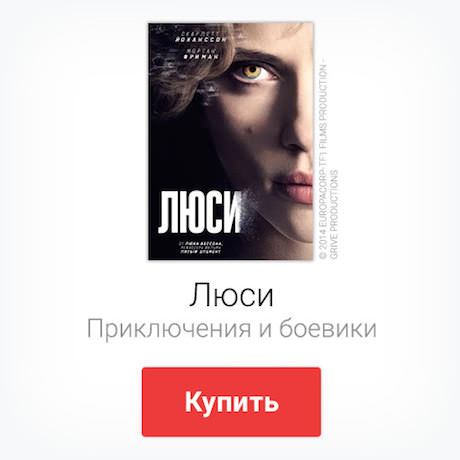 СКАРЛЕТТ
ЙОХАНССОН
МОРГАН
ФРИМАН
ЛЮСИ
ОТ ЛЮКА БЕССОНА,
РЕЖИССЕРА ФИЛЬМА
ПЯТЫЙ ЭЛЕМЕНТ
© 2014 EUROPACORP-TF1 FILMS PRODUCTION -
GRIVE PRODUCTIONS
Люси
Приключения и боевики
Купить